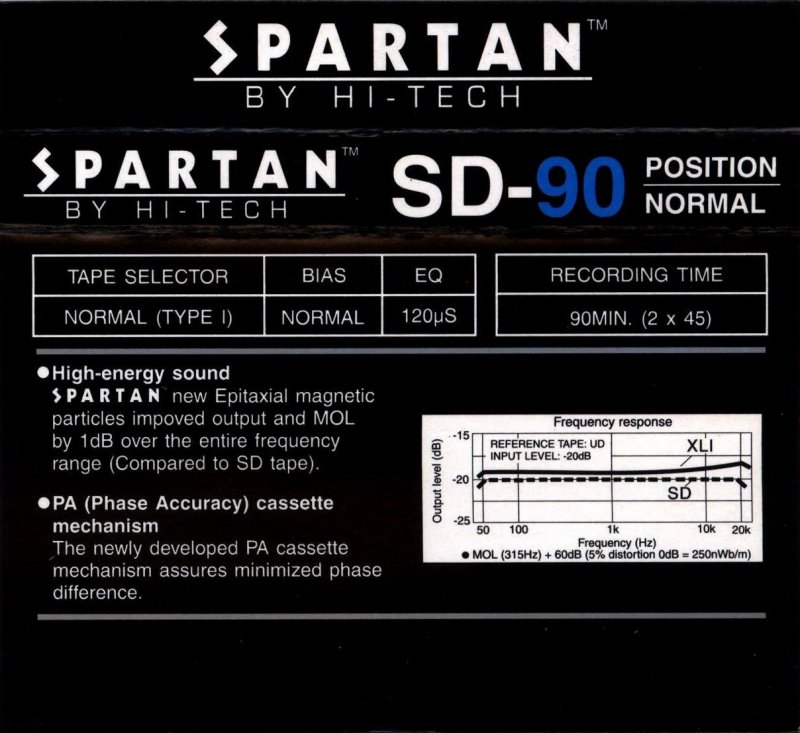 SPARTAN™
BY HI-TECH
SPARTAN™
BY HI-TECH
SD-90
POSITION
NORMAL
TAPE SELECTOR BIAS EQ
NORMAL (TYPE I) NORMAL 120µS
RECORDING TIME
90MIN. (2 x 45)
●High-energy sound
SPARTAN™ new Epitaxial magnetic
particles impoved output and MOL
by 1dB over the entire frequency
range (Compared to SD tape).
●PA (Phase Accuracy) cassette
mechanism
The newly developed PA cassette
mechanism assures minimized phase
difference.
Frequency response
Output level (dB)
-15
-20
-25
REFERENCE TAPE: UD
INPUT LEVEL: -20dB
XLI
SD
50 100 1k 10k 20k
Frequency (Hz)
● MOL (315Hz) + 60dB (5% distortion 0dB = 250nWb/m)